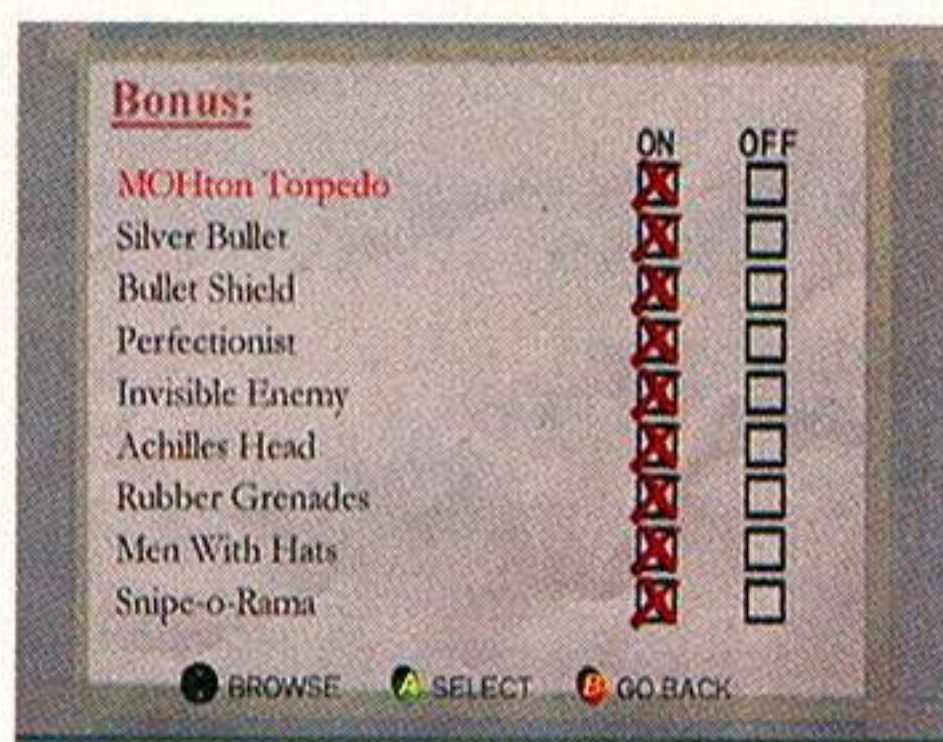 Bonus:
ON OFF
MOHton Torpedo
Silver Bullet
Bullet Shield
Perfectionist
Invisible Enemy
Achilles Head
Rubber Grenades
Men With Hats
Snipe-o-Rama
BROWSE A SELECT B GO BACK